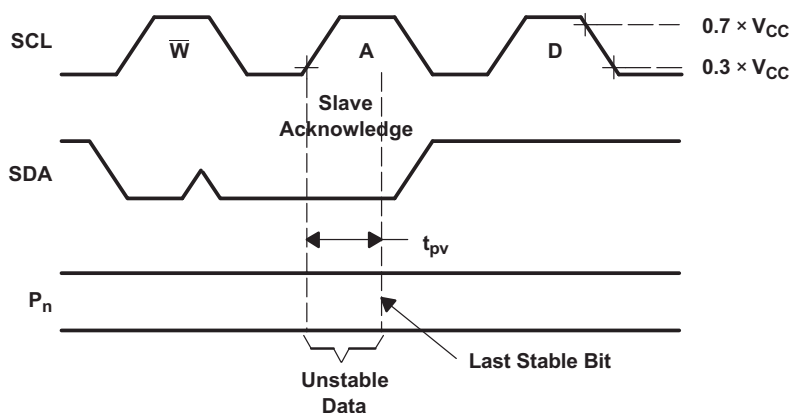 SCL
W̅
A
D
0.7 × VCC
0.3 × VCC
Slave
Acknowledge
SDA
tpv
Pn
Last Stable Bit
Unstable
Data